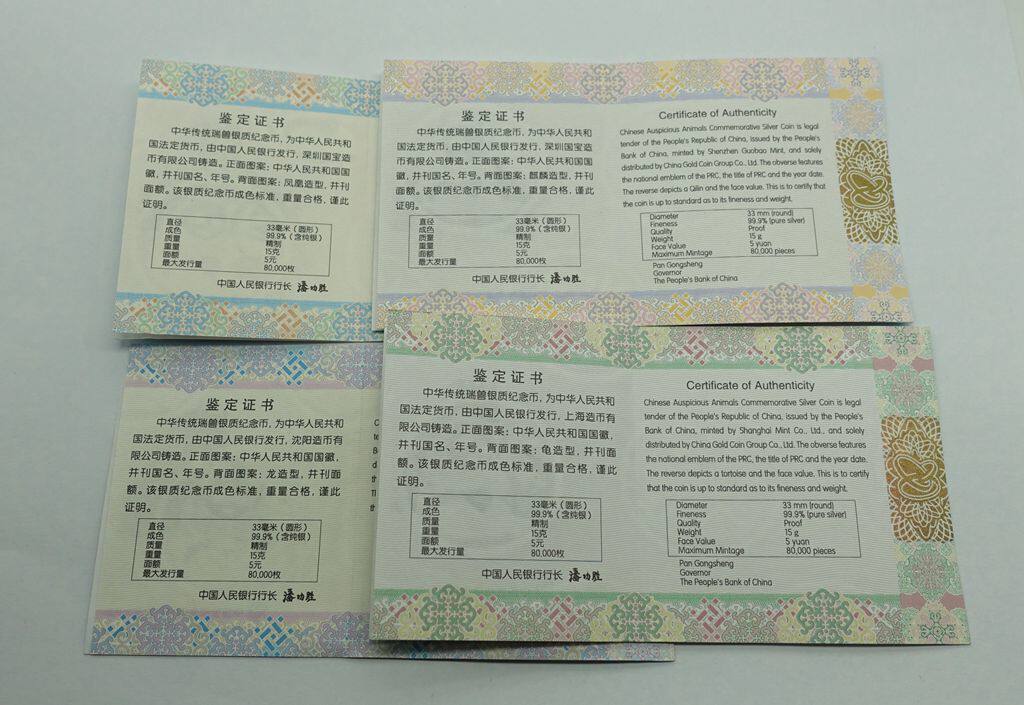 鉴定证书
中华传统瑞兽银质纪念币，为中华人民共和
国法定货币，由中国人民银行发行，深圳国宝造
币有限公司铸造。正面图案：中华人民共和国国
徽，并刊国名、年号。背面图案：凤凰造型，并刊
面额。该银质纪念币成色标准，重量合格，谨此
证明。
直径 33毫米（圆形）
成色 99.9%（含纯银）
质量 精制
重量 15克
面额 5元
最大发行量 80,000枚
中国人民银行行长 潘功胜
鉴定证书
中华传统瑞兽银质纪念币，为中华人民共和
国法定货币，由中国人民银行发行，深圳国宝造
币有限公司铸造。正面图案：中华人民共和国国
徽，并刊国名、年号。背面图案：麒麟造型，并刊
面额。该银质纪念币成色标准，重量合格，谨此
证明。
直径 33毫米（圆形）
成色 99.9%（含纯银）
质量 精制
重量 15克
面额 5元
最大发行量 80,000枚
中国人民银行行长 潘功胜
Certificate of Authenticity
Chinese Auspicious Animals Commemorative Silver Coin is legal
tender of the People's Republic of China, issued by the People's
Bank of China, minted by Shenzhen Guobao Mint, and solely
distributed by China Gold Coin Group Co., Ltd. The obverse features
the national emblem of the PRC, the title of PRC and the year date.
The reverse depicts a Qilin and the face value. This is to certify that
the coin is up to standard as to its fineness and weight.
Diameter 33 mm (round)
Fineness 99.9% (pure silver)
Quality Proof
Weight 15 g
Face Value 5 yuan
Maximum Mintage 80,000 pieces
Pan Gongsheng
Governor
The People's Bank of China
鉴定证书
中华传统瑞兽银质纪念币，为中华人民共和
国法定货币，由中国人民银行发行，沈阳造币有
限公司铸造。正面图案：中华人民共和国国徽，
并刊国名、年号。背面图案：龙造型，并刊面
额。该银质纪念币成色标准，重量合格，谨此
证明。
直径 33毫米（圆形）
成色 99.9%（含纯银）
质量 精制
重量 15克
面额 5元
最大发行量 80,000枚
中国人民银行行长 潘功胜
鉴定证书
中华传统瑞兽银质纪念币，为中华人民共和
国法定货币，由中国人民银行发行，上海造币有
限公司铸造。正面图案：中华人民共和国国徽，
并刊国名、年号。背面图案：龟造型，并刊面
额。该银质纪念币成色标准，重量合格，谨此
证明。
直径 33毫米（圆形）
成色 99.9%（含纯银）
质量 精制
重量 15克
面额 5元
最大发行量 80,000枚
中国人民银行行长 潘功胜
Certificate of Authenticity
Chinese Auspicious Animals Commemorative Silver Coin is legal
tender of the People's Republic of China, issued by the People's
Bank of China, minted by Shanghai Mint Co., Ltd., and solely
distributed by China Gold Coin Group Co., Ltd. The obverse features
the national emblem of the PRC, the title of PRC and the year date.
The reverse depicts a tortoise and the face value. This is to certify
that the coin is up to standard as to its fineness and weight.
Diameter 33 mm (round)
Fineness 99.9% (pure silver)
Quality Proof
Weight 15 g
Face Value 5 yuan
Maximum Mintage 80,000 pieces
Pan Gongsheng
Governor
The People's Bank of China